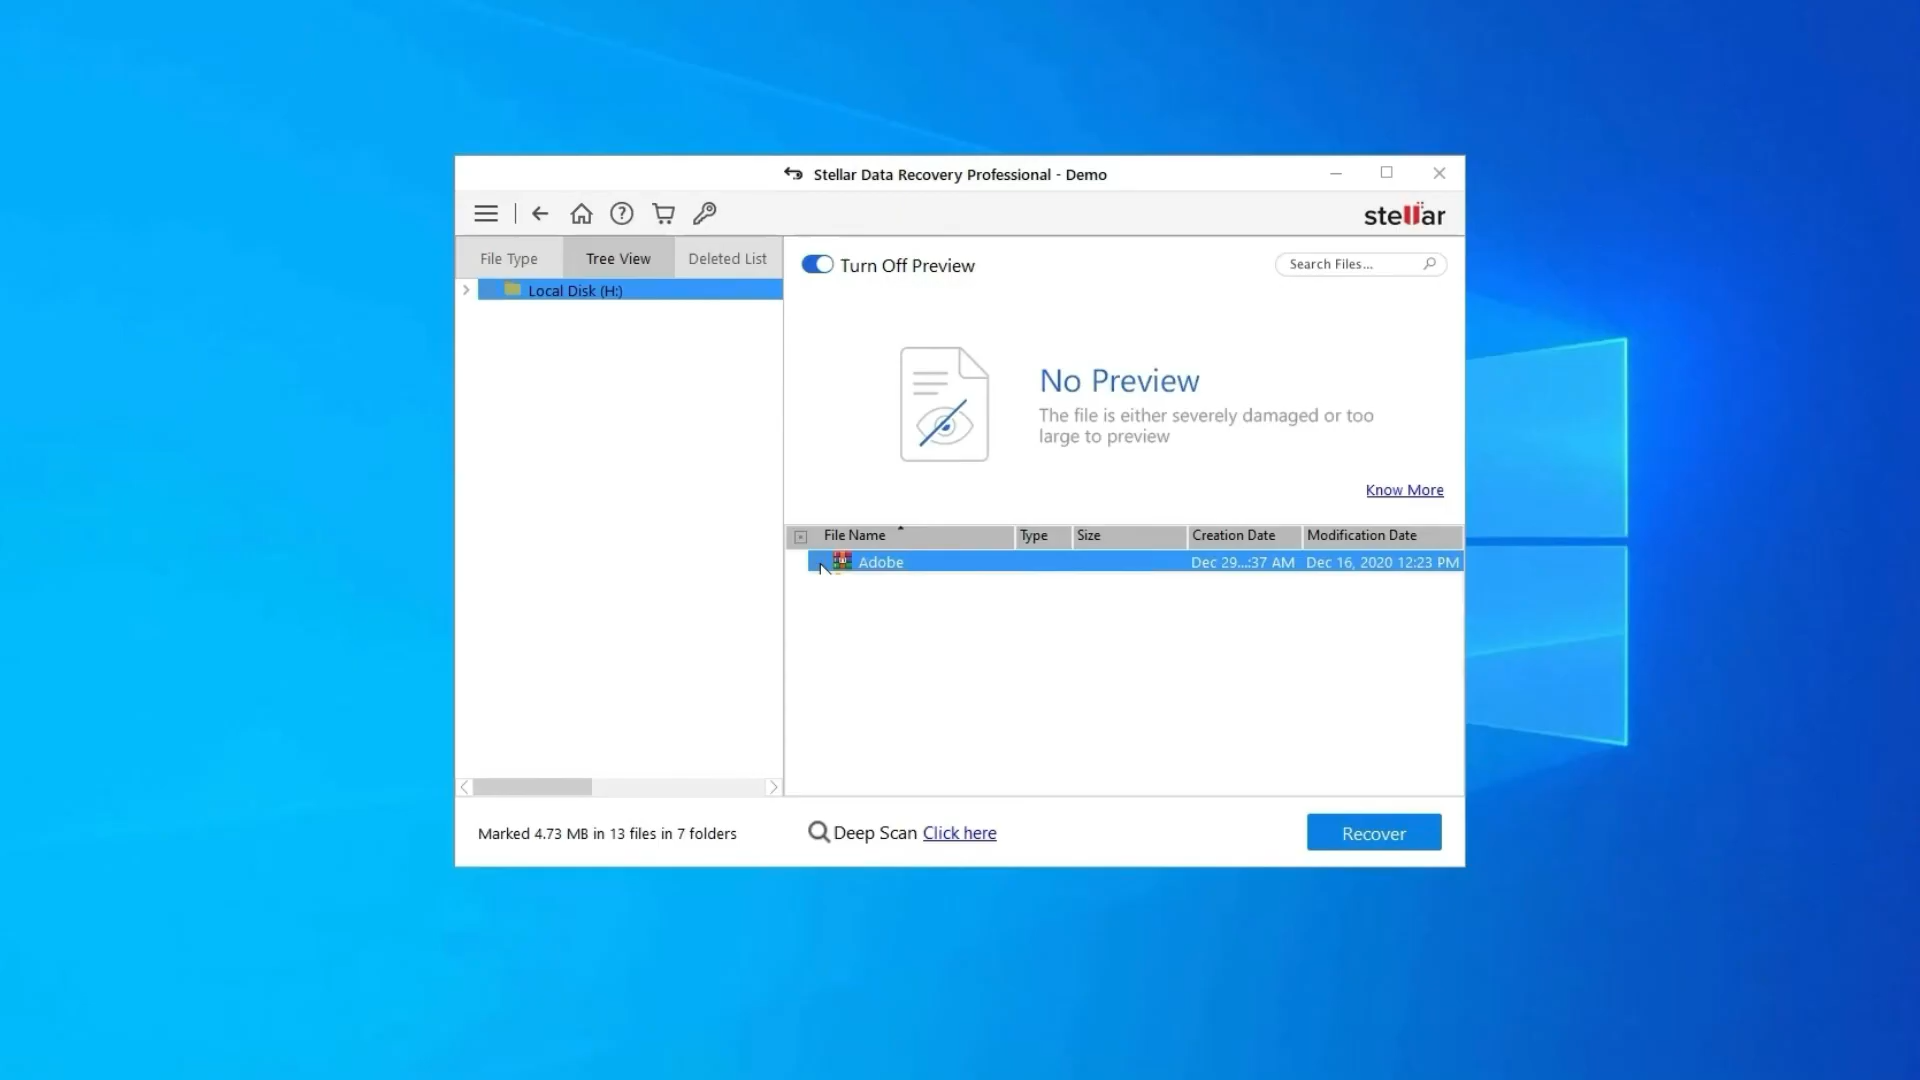 Stellar Data Recovery Professional - Demo
stellar
File Type
Tree View
Deleted List
Turn Off Preview
Search Files...
Local Disk (H:)
No Preview
The file is either severely damaged or too
large to preview
Know More
File Name
Type
Size
Creation Date
Modification Date
Adobe
Dec 29...:37 AM
Dec 16, 2020 12:23 PM
Marked 4.73 MB in 13 files in 7 folders
Deep Scan Click here
Recover